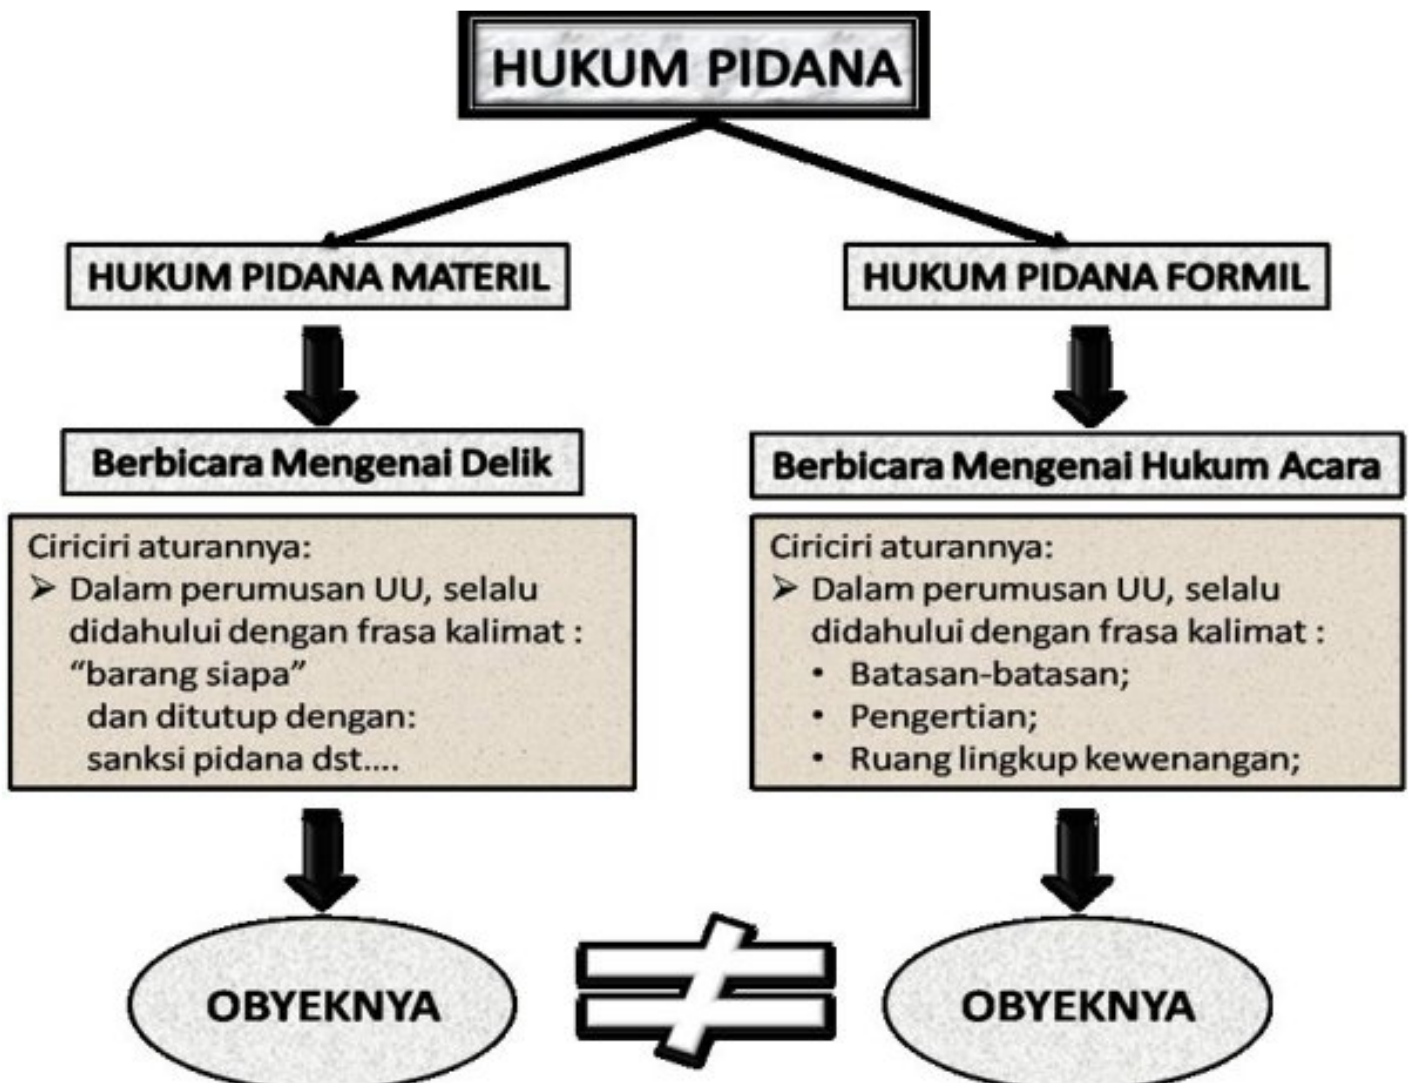 HUKUM PIDANA
HUKUM PIDANA MATERIL
Berbicara Mengenai Delik
Ciriciri aturannya:
➢ Dalam perumusan UU, selalu
didahului dengan frasa kalimat :
“barang siapa”
dan ditutup dengan:
sanksi pidana dst....
OBYEKNYA
≠
HUKUM PIDANA FORMIL
Berbicara Mengenai Hukum Acara
Ciriciri aturannya:
➢ Dalam perumusan UU, selalu
didahului dengan frasa kalimat :
• Batasan-batasan;
• Pengertian;
• Ruang lingkup kewenangan;
OBYEKNYA